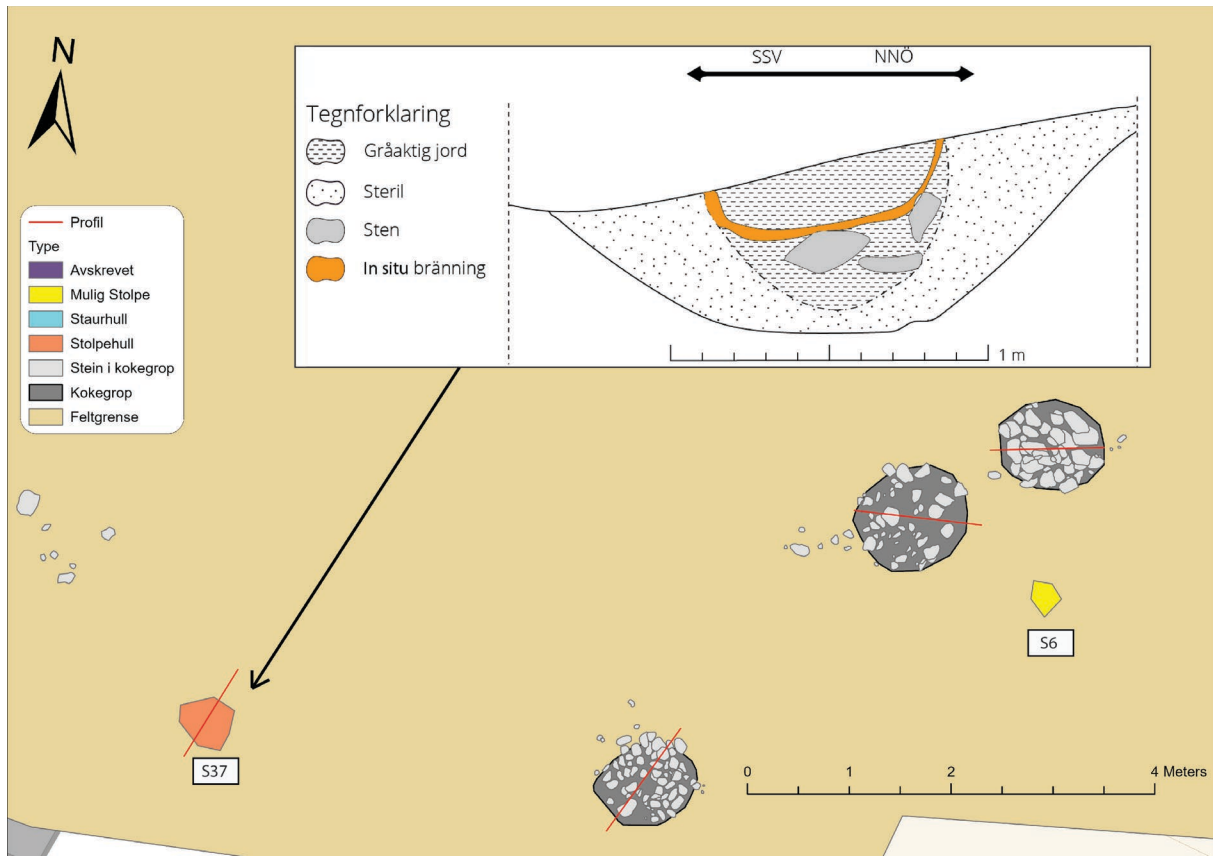 N
SSV NNÖ
Tegnforklaring
Gråaktig jord
Steril
Sten
In situ bränning
1 m
Profil
Type
Avskrevet
Mulig Stolpe
Staurhull
Stolpehull
Stein i kokegrop
Kokegrop
Feltgrense
S6
S37
0 1 2 4 Meters